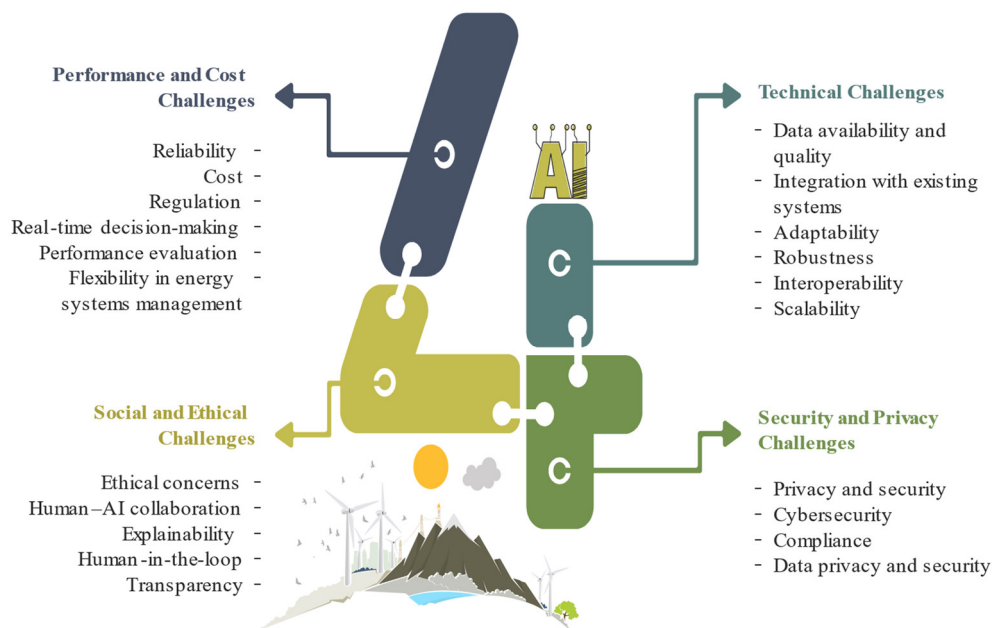 Performance and Cost
Challenges
Reliability -
Cost -
Regulation -
Real-time decision-making -
Performance evaluation -
Flexibility in energy -
systems management
AI
Technical Challenges
- Data availability and
quality
- Integration with existing
systems
- Adaptability
- Robustness
- Interoperability
- Scalability
Social and Ethical
Challenges
Ethical concerns -
Human–AI collaboration -
Explainability -
Human-in-the-loop -
Transparency -
Security and Privacy
Challenges
- Privacy and security
- Cybersecurity
- Compliance
- Data privacy and security